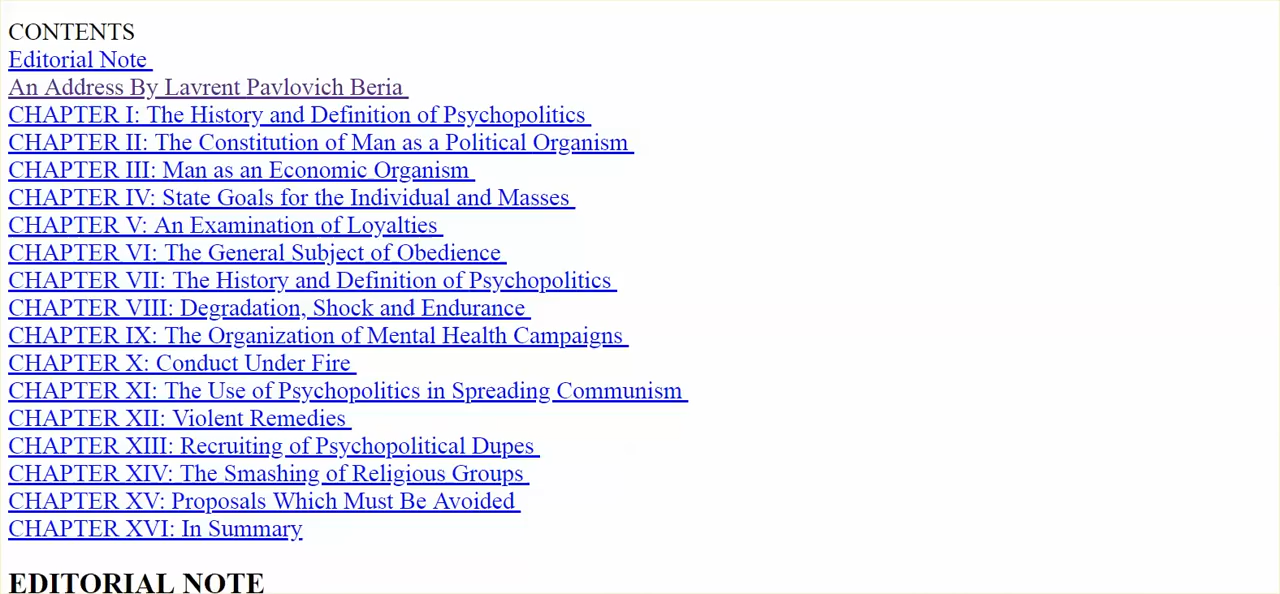 CONTENTS
Editorial Note
An Address By Lavrent Pavlovich Beria
CHAPTER I: The History and Definition of Psychopolitics
CHAPTER II: The Constitution of Man as a Political Organism
CHAPTER III: Man as an Economic Organism
CHAPTER IV: State Goals for the Individual and Masses
CHAPTER V: An Examination of Loyalties
CHAPTER VI: The General Subject of Obedience
CHAPTER VII: The History and Definition of Psychopolitics
CHAPTER VIII: Degradation, Shock and Endurance
CHAPTER IX: The Organization of Mental Health Campaigns
CHAPTER X: Conduct Under Fire
CHAPTER XI: The Use of Psychopolitics in Spreading Communism
CHAPTER XII: Violent Remedies
CHAPTER XIII: Recruiting of Psychopolitical Dupes
CHAPTER XIV: The Smashing of Religious Groups
CHAPTER XV: Proposals Which Must Be Avoided
CHAPTER XVI: In Summary
EDITORIAL NOTE